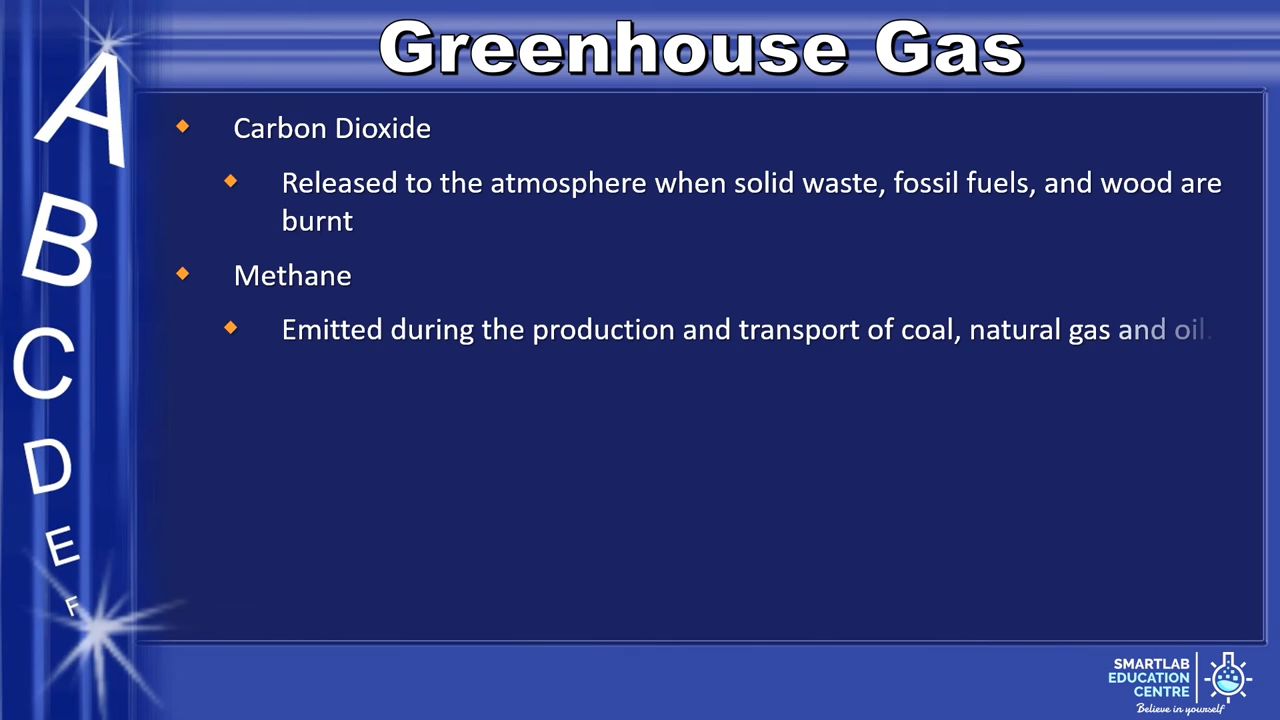 Greenhouse Gas
A
B
C
D
E
F
Carbon Dioxide
Released to the atmosphere when solid waste, fossil fuels, and wood are
burnt
Methane
Emitted during the production and transport of coal, natural gas and oil.
SMARTLAB
EDUCATION
CENTRE
Believe in yourself